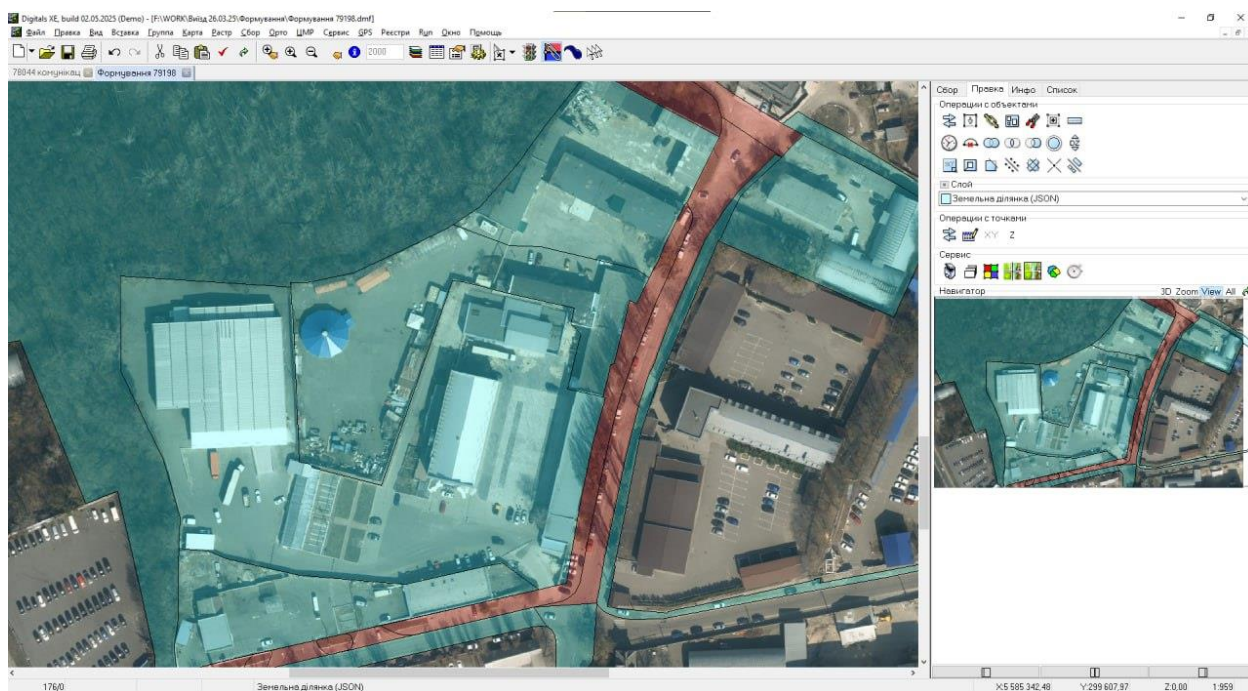 Digitals XE, build 02.05.2025 (Demo) - [F:\WORK\Виїзд 26.03.25\Формування\Формування 79198.dmf]
Файл Правка Вид Вставка Группа Карта Растр Сбор Орто ЦМР Сервис GPS Реєстри Run Окно Помощь
2000
78044 комунікац Формування 79198
Сбор Правка Инфо Список
Операции с объектами
Слой
Земельна ділянка (JSON)
Операции с точками
XY Z
Сервис
Навигатор 3D Zoom View All
176/0 Земельна ділянка (JSON) X:5 585 342,48 Y:299 607,97 Z:0,00 1:959